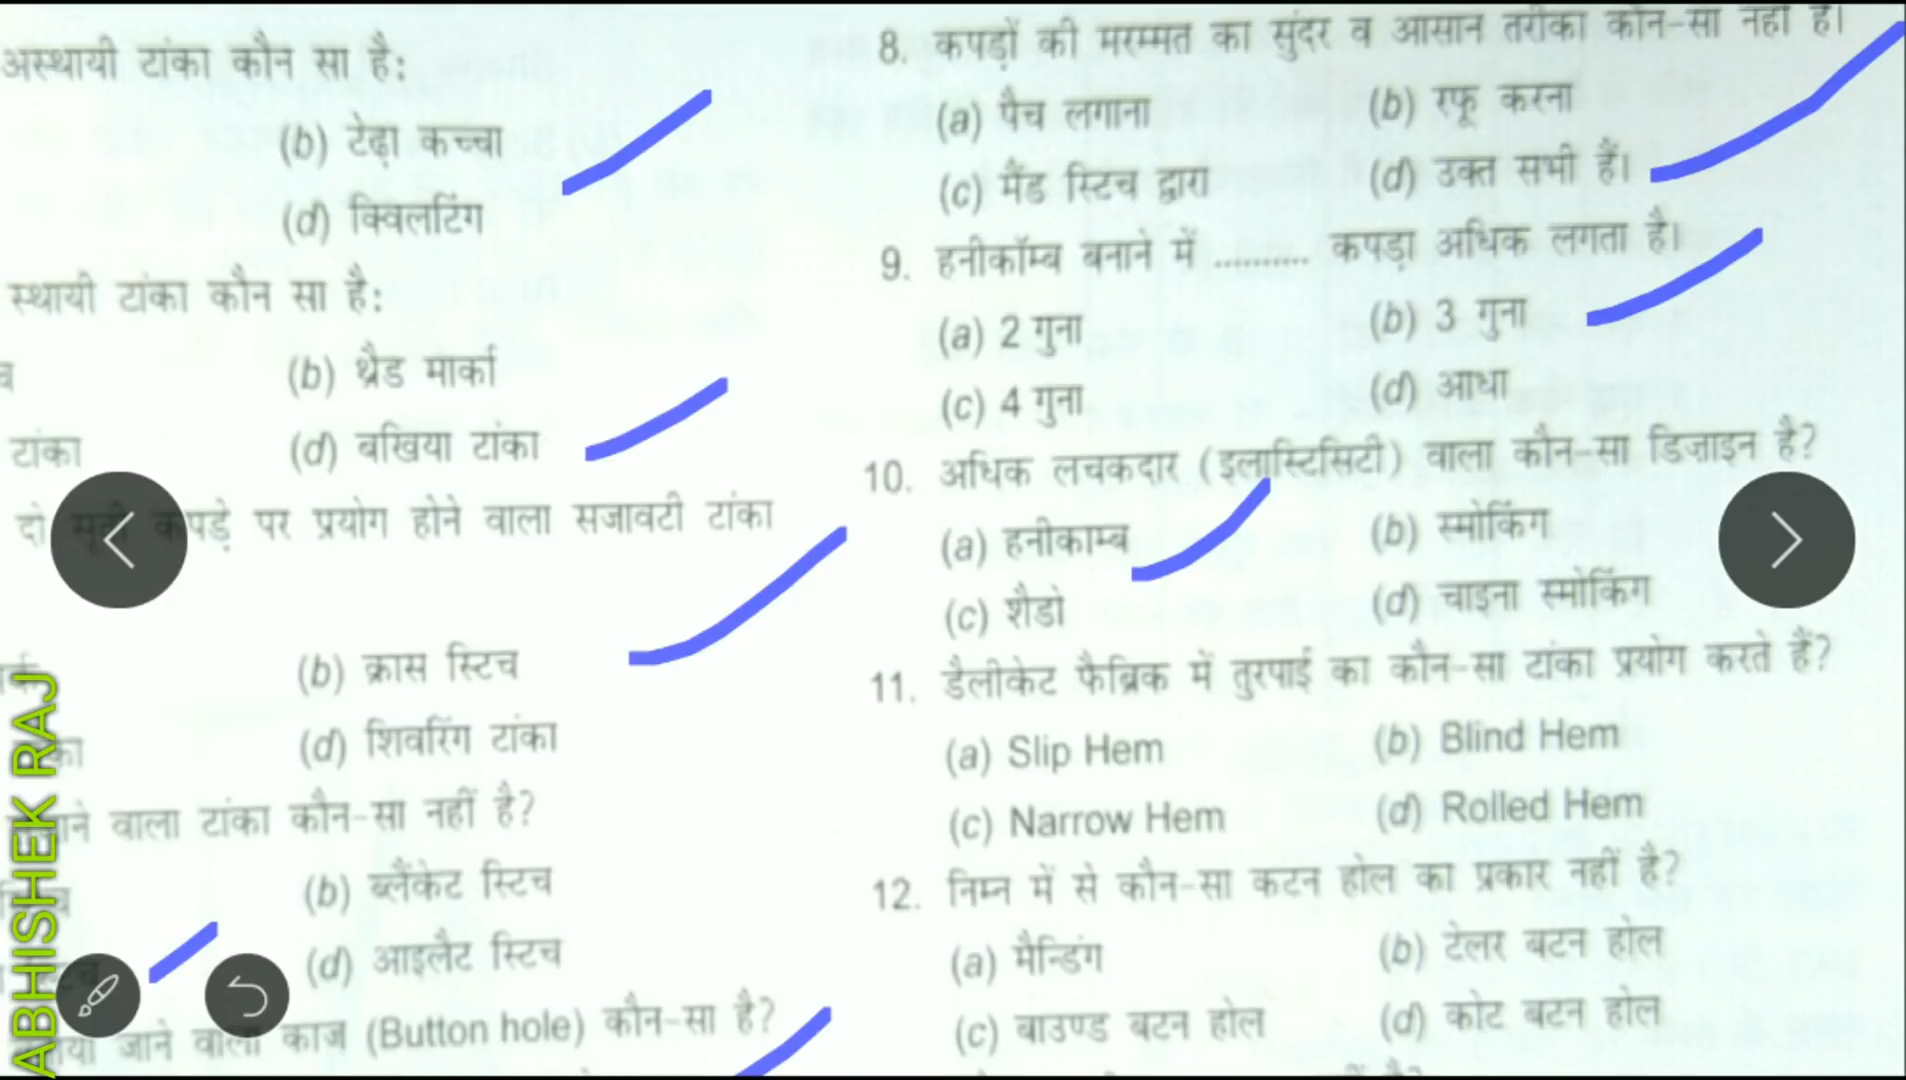 अस्थायी टांका कौन सा है:
(b) टेढ़ा कच्चा
(d) क्विलटिंग
स्थायी टांका कौन सा है:
(b) थ्रैड मार्का
टांका (d) बखिया टांका
दो सूती कपड़े पर प्रयोग होने वाला सजावटी टांका
(b) क्रास स्टिच
(d) शिवरिंग टांका
वाला टांका कौन-सा नहीं है?
(b) ब्लैंकेट स्टिच
(d) आइलैट स्टिच
जाने वाला काज (Button hole) कौन-सा है?
8. कपड़ों की मरम्मत का सुंदर व आसान तरीका कौन-सा नहीं है।
(a) पैच लगाना (b) रफू करना
(c) मैंड स्टिच द्वारा (d) उक्त सभी हैं।
9. हनीकॉम्ब बनाने में .......... कपड़ा अधिक लगता है।
(a) 2 गुना (b) 3 गुना
(c) 4 गुना (d) आधा
10. अधिक लचकदार (इलास्टिसिटी) वाला कौन-सा डिजाइन है?
(a) हनीकाम्ब (b) स्मोकिंग
(c) शैडो (d) चाइना स्मोकिंग
11. डैलीकेट फैब्रिक में तुरपाई का कौन-सा टांका प्रयोग करते हैं?
(a) Slip Hem (b) Blind Hem
(c) Narrow Hem (d) Rolled Hem
12. निम्न में से कौन-सा कटन होल का प्रकार नहीं है?
(a) मैन्डिंग (b) टेलर बटन होल
(c) बाउण्ड बटन होल (d) कोट बटन होल
ABHISHEK RAJ